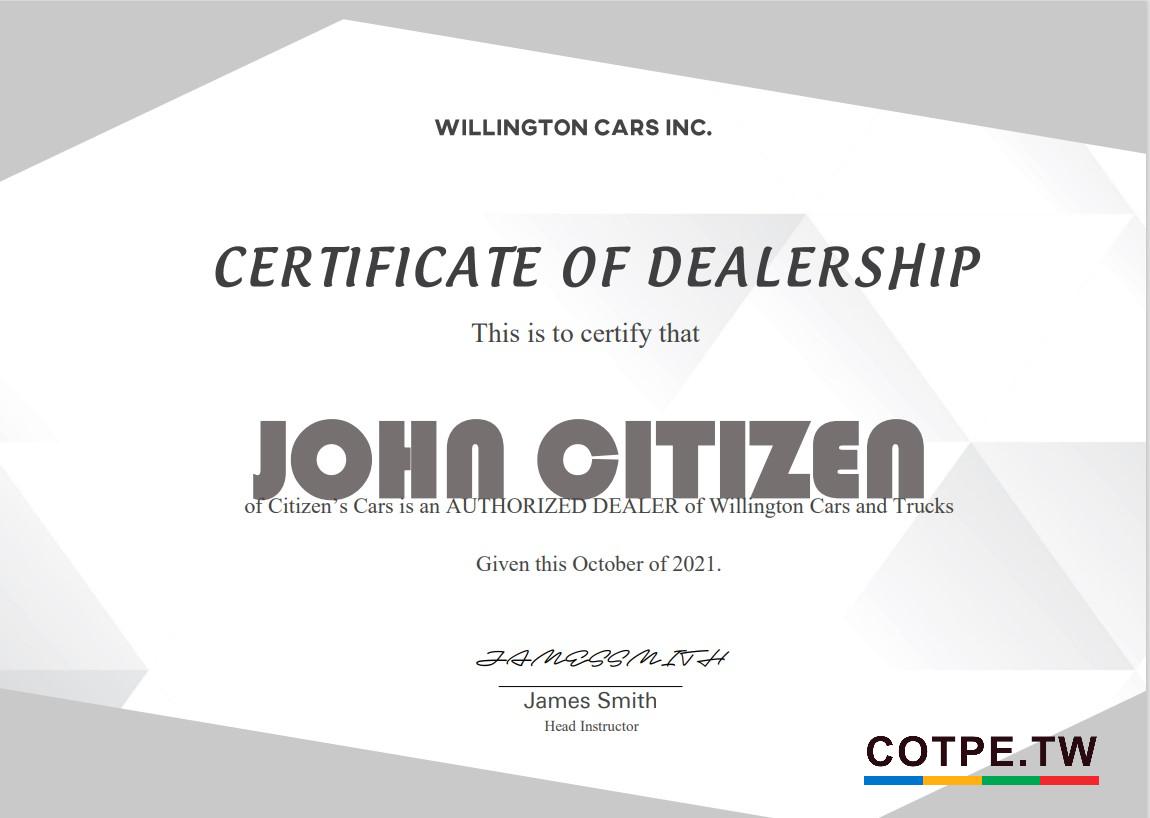 WILLINGTON CARS INC.
CERTIFICATE OF DEALERSHIP
This is to certify that
JOHN CITIZEN
of Citizen’s Cars is an AUTHORIZED DEALER of Willington Cars and Trucks
Given this October of 2021.
JAMESSMITH
James Smith
Head Instructor
COTPE.TW